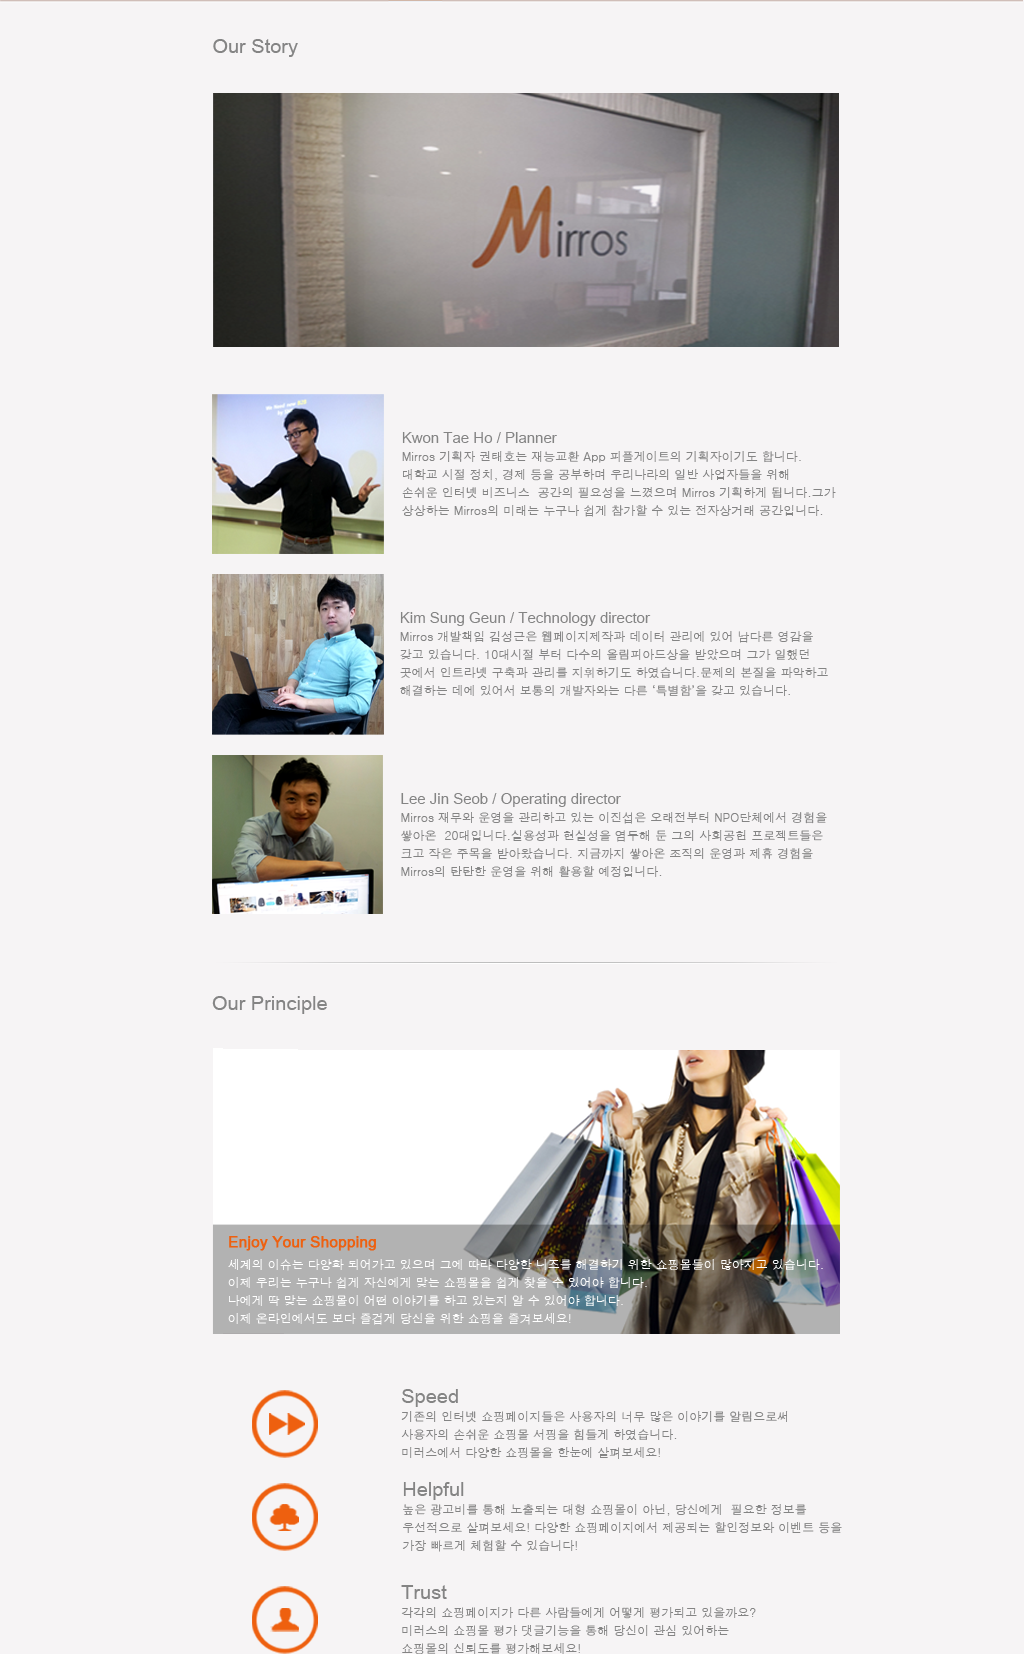 Our Story
Mirros
Kwon Tae Ho / Planner
Mirros 기획자 권태호는 재능교환 App 피플게이트의 기획자이기도 합니다.
대학교 시절 정치, 경제 등을 공부하며 우리나라의 일반 사업자들을 위해
손쉬운 인터넷 비즈니스 공간의 필요성을 느꼈으며 Mirros 기획하게 됩니다.그가
상상하는 Mirros의 미래는 누구나 쉽게 참가할 수 있는 전자상거래 공간입니다.
Kim Sung Geun / Technology director
Mirros 개발책임 김성근은 웹페이지제작과 데이터 관리에 있어 남다른 영감을
갖고 있습니다. 10대시절 부터 다수의 올림피아드상을 받았으며 그가 일했던
곳에서 인트라넷 구축과 관리를 지휘하기도 하였습니다.문제의 본질을 파악하고
해결하는 데에 있어서 보통의 개발자와는 다른 ‘특별함’을 갖고 있습니다.
Lee Jin Seob / Operating director
Mirros 재무와 운영을 관리하고 있는 이진섭은 오래전부터 NPO단체에서 경험을
쌓아온 20대입니다.실용성과 현실성을 염두해 둔 그의 사회공헌 프로젝트들은
크고 작은 주목을 받아왔습니다. 지금까지 쌓아온 조직의 운영과 제휴 경험을
Mirros의 탄탄한 운영을 위해 활용할 예정입니다.
Our Principle
Enjoy Your Shopping
세계의 이슈는 다양화 되어가고 있으며 그에 따라 다양한 니즈를 해결하기 위한 쇼핑몰들이 많아지고 있습니다.
이제 우리는 누구나 쉽게 자신에게 맞는 쇼핑몰을 쉽게 찾을 수 있어야 합니다.
나에게 딱 맞는 쇼핑몰이 어떤 이야기를 하고 있는지 알 수 있어야 합니다.
이제 온라인에서도 보다 즐겁게 당신을 위한 쇼핑을 즐겨보세요!
Speed
기존의 인터넷 쇼핑페이지들은 사용자의 너무 많은 이야기를 알림으로써
사용자의 손쉬운 쇼핑몰 서핑을 힘들게 하였습니다.
미러스에서 다양한 쇼핑몰을 한눈에 살펴보세요!
Helpful
높은 광고비를 통해 노출되는 대형 쇼핑몰이 아닌, 당신에게 필요한 정보를
우선적으로 살펴보세요! 다양한 쇼핑페이지에서 제공되는 할인정보와 이벤트 등을
가장 빠르게 체험할 수 있습니다!
Trust
각각의 쇼핑페이지가 다른 사람들에게 어떻게 평가되고 있을까요?
미러스의 쇼핑몰 평가 댓글기능을 통해 당신이 관심 있어하는
쇼핑몰의 신뢰도를 평가해보세요!